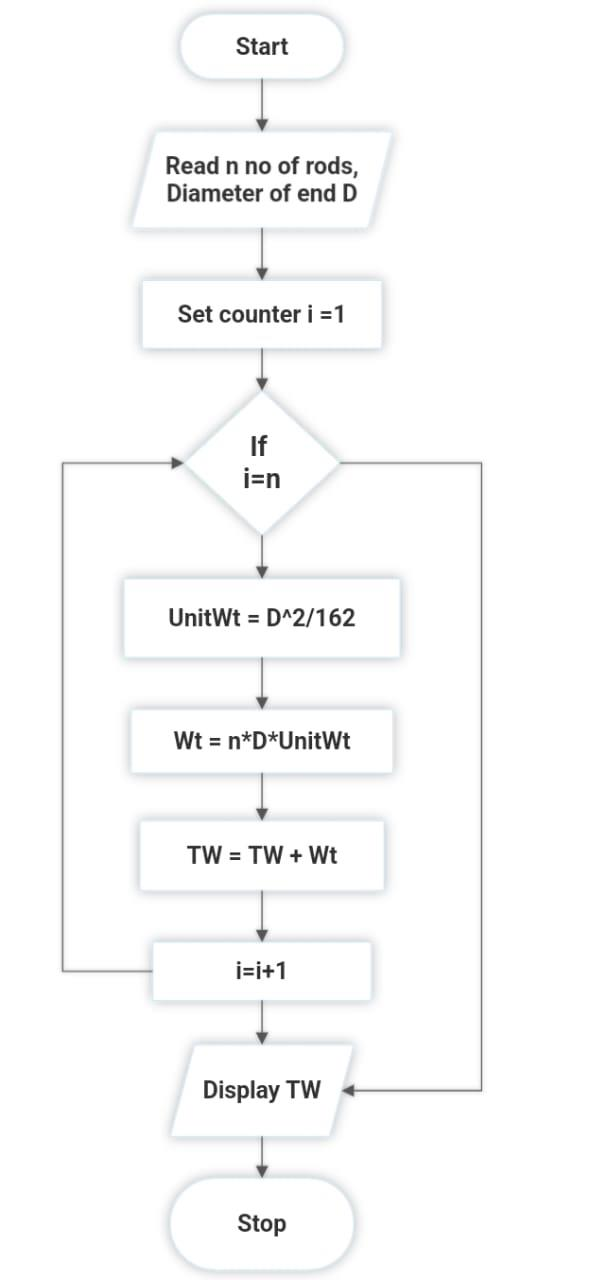 Start
Read n no of rods,
Diameter of end D
Set counter i =1
If
i=n
UnitWt = D^2/162
Wt = n*D*UnitWt
TW = TW + Wt
i=i+1
Display TW
Stop